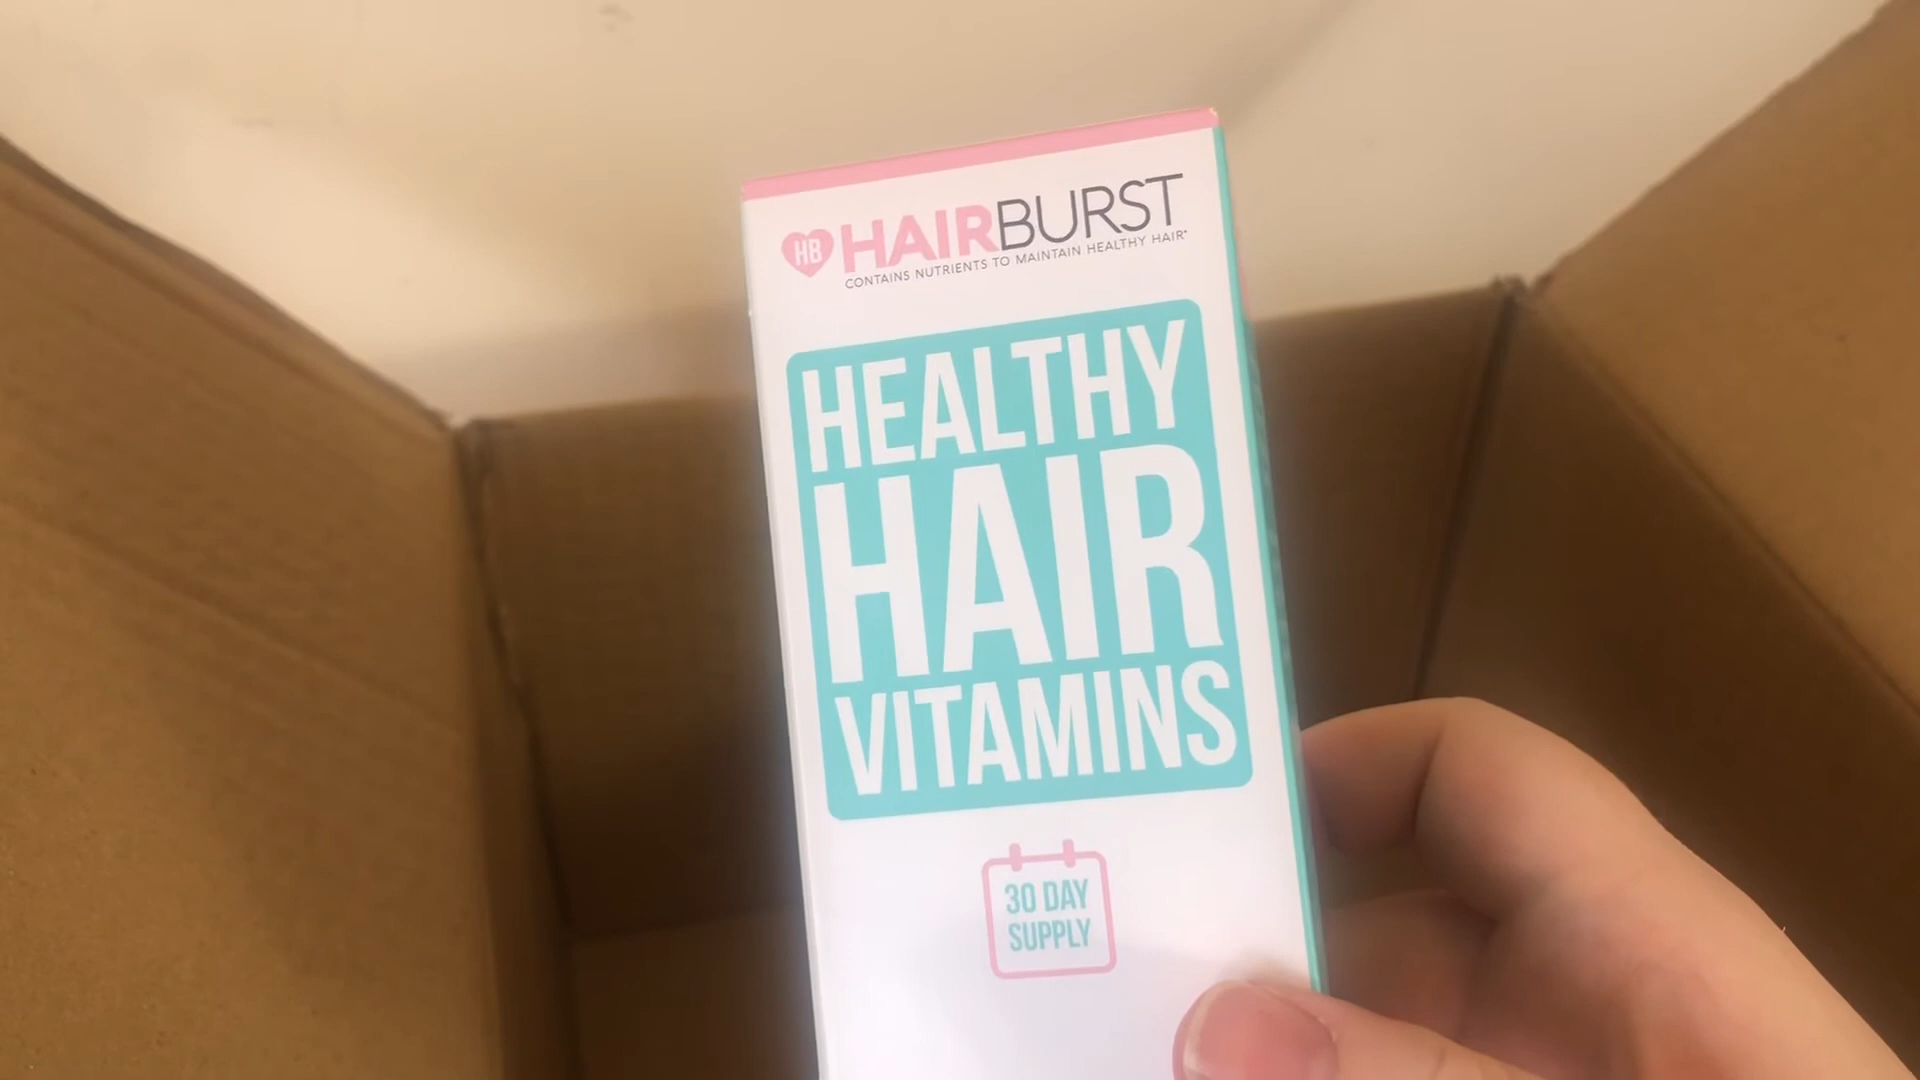 HB HAIRBURST
CONTAINS NUTRIENTS TO MAINTAIN HEALTHY HAIR*
HEALTHY
HAIR
VITAMINS
30 DAY
SUPPLY